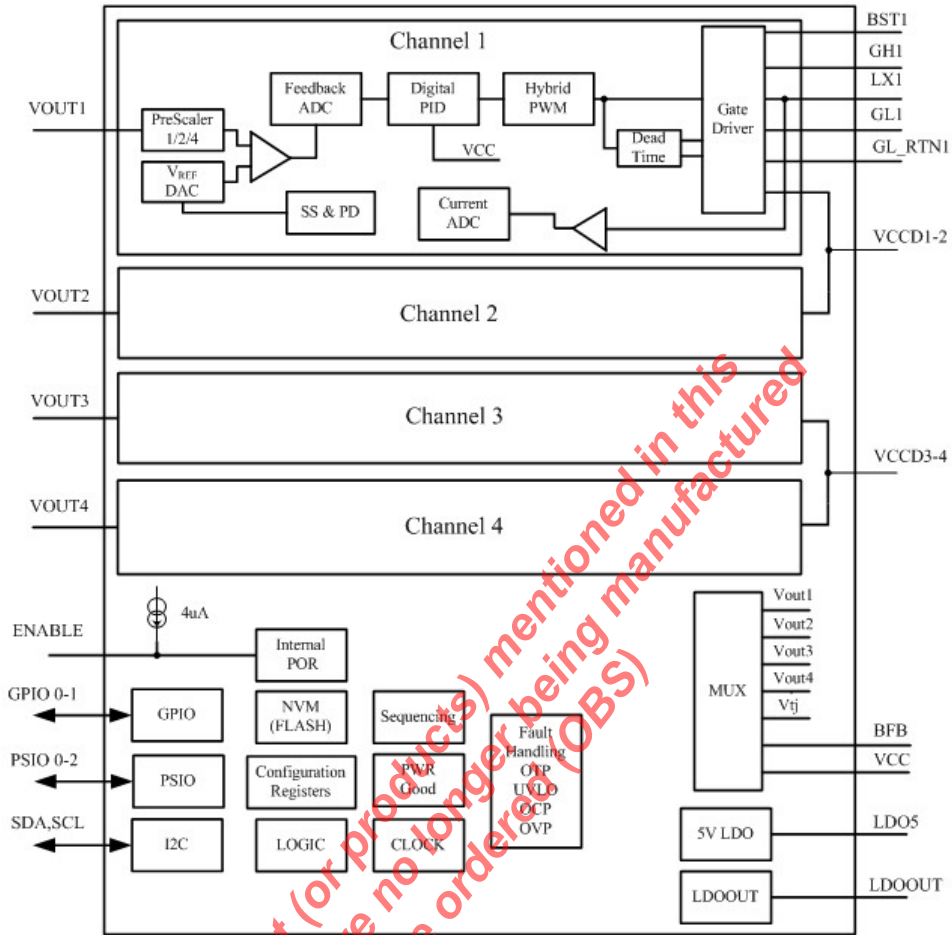 Channel 1
BST1
GH1
LX1
GL1
GL_RTN1
VCCD1-2
VOUT1
PreScaler
1/2/4
VREF
DAC
SS & PD
Feedback
ADC
Digital
PID
VCC
Hybrid
PWM
Dead
Time
Gate
Driver
Current
ADC
VOUT2
Channel 2
VOUT3
Channel 3
VCCD3-4
VOUT4
Channel 4
4uA
ENABLE
Internal
POR
GPIO 0-1
GPIO
NVM
(FLASH)
Sequencing
PSIO 0-2
PSIO
Configuration
Registers
PWR
Good
SDA,SCL
I2C
LOGIC
CLOCK
Fault
Handling
OTP
UVLO
OCP
OVP
MUX
Vout1
Vout2
Vout3
Vout4
Vtj
BFB
VCC
5V LDO
LDO5
LDOOUT
LDOOUT
t (or products) mentioned in this
re no longer being manufactured
e ordered (OBS)